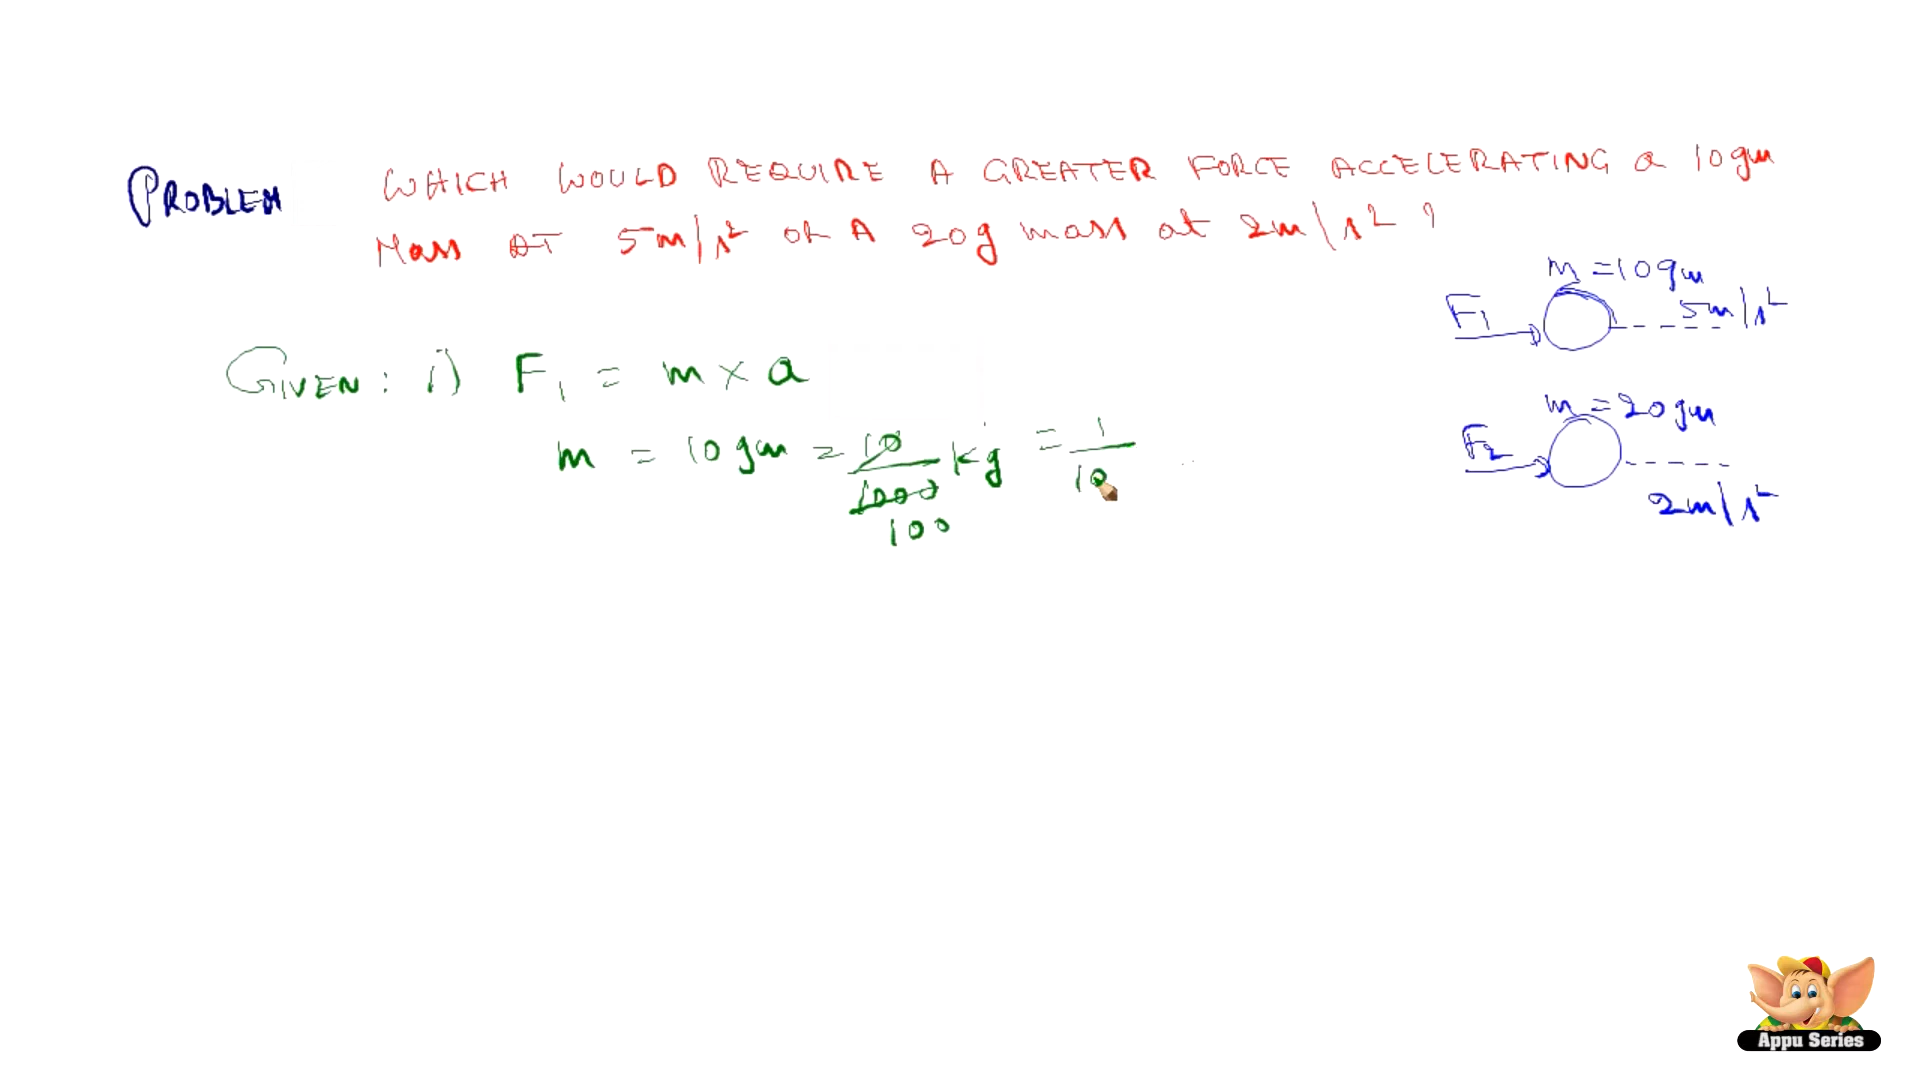 PROBLEM WHICH WOULD REQUIRE A GREATER FORCE ACCELERATING a 10gm
Mass AT 5m/s² OR A 20g mass at 2m/s² ?
m = 10gm
F₁ 5m/s²
GIVEN: i) F₁ = m × a
m = 20gm
F₂
m = 10gm = 10/1000 kg = 1/10
100
2m/s²
Appu Series